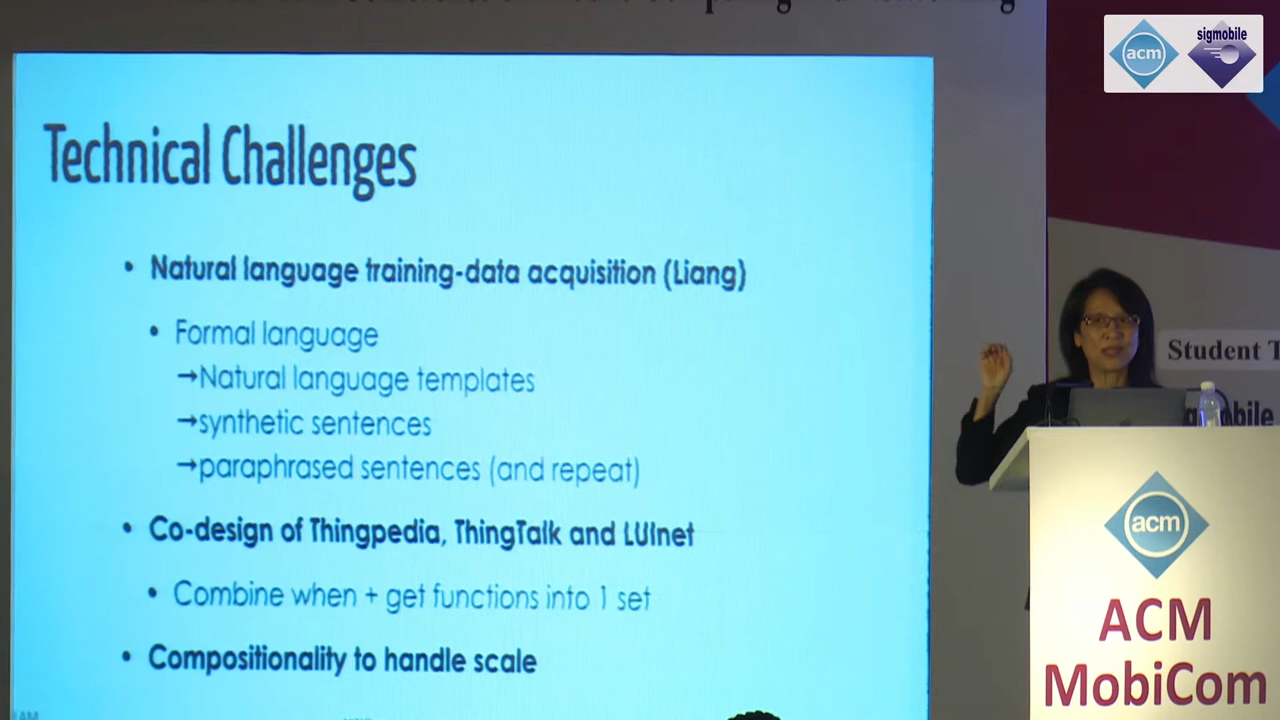 acm
sigmobile
Technical Challenges
• Natural language training-data acquisition (Liang)
• Formal language
→Natural language templates
→synthetic sentences
→paraphrased sentences (and repeat)
• Co-design of Thingpedia, ThingTalk and LUInet
• Combine when + get functions into 1 set
• Compositionality to handle scale
Student T
bile
acm
ACM
MobiCom